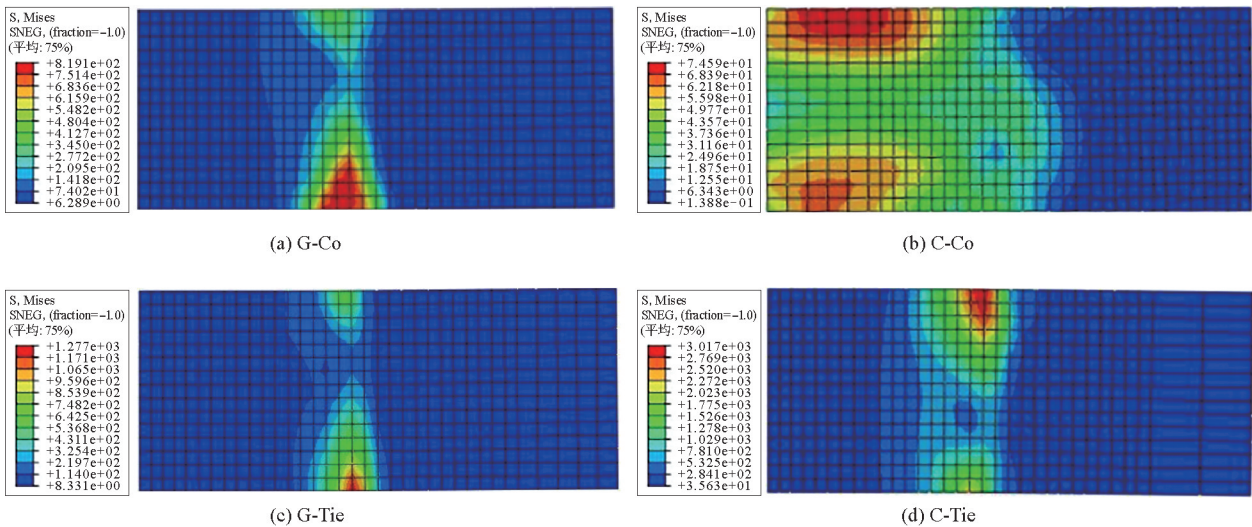 S, Mises
SNEG, (fraction=−1.0)
(平均: 75%)
+8.191e+02
+7.514e+02
+6.836e+02
+6.159e+02
+5.482e+02
+4.804e+02
+4.127e+02
+3.450e+02
+2.772e+02
+2.095e+02
+1.418e+02
+7.402e+01
+6.289e+00
(a) G-Co
S, Mises
SNEG, (fraction=−1.0)
(平均: 75%)
+7.459e+01
+6.839e+01
+6.218e+01
+5.598e+01
+4.977e+01
+4.357e+01
+3.736e+01
+3.116e+01
+2.496e+01
+1.875e+01
+1.255e+01
+6.343e+00
+1.388e−01
(b) C-Co
S, Mises
SNEG, (fraction=−1.0)
(平均: 75%)
+1.277e+03
+1.171e+03
+1.065e+03
+9.596e+02
+8.539e+02
+7.482e+02
+6.425e+02
+5.368e+02
+4.311e+02
+3.254e+02
+2.197e+02
+1.140e+02
+8.331e+00
(c) G-Tie
S, Mises
SNEG, (fraction=−1.0)
(平均: 75%)
+3.017e+03
+2.769e+03
+2.520e+03
+2.272e+03
+2.023e+03
+1.775e+03
+1.526e+03
+1.278e+03
+1.029e+03
+7.810e+02
+5.325e+02
+2.841e+02
+3.563e+01
(d) C-Tie